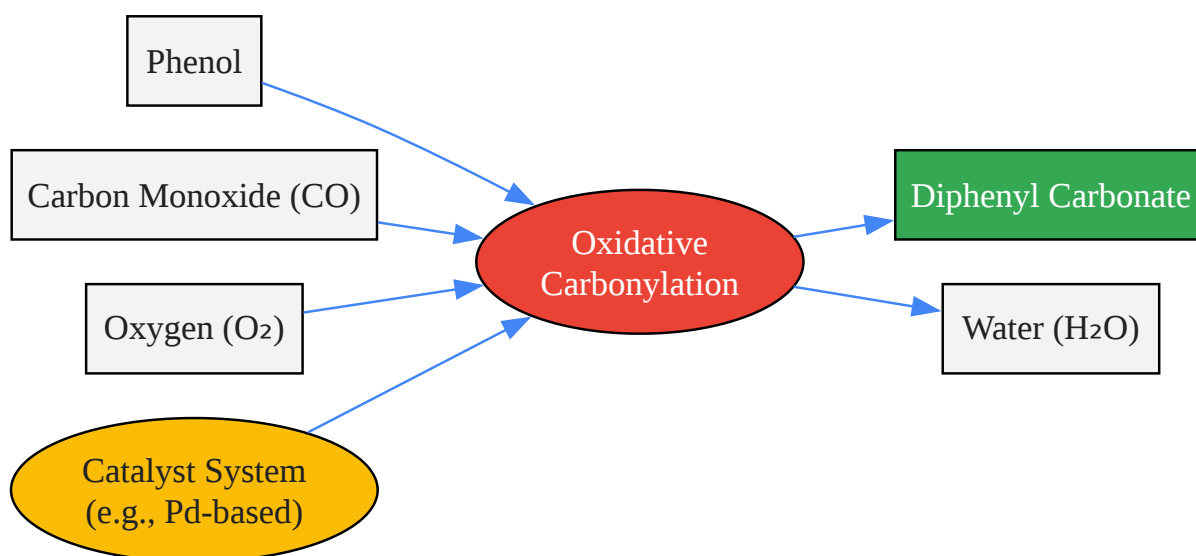 Phenol
Carbon Monoxide (CO)
Oxygen (O₂)
Catalyst System
(e.g., Pd-based)
Oxidative
Carbonylation
Diphenyl Carbonate
Water (H₂O)